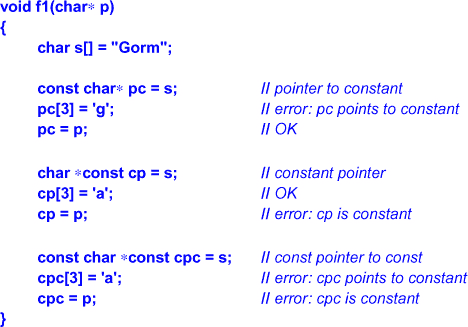 void f1(char* p)
{
char s[] = "Gorm";
const char* pc = s; // pointer to constant
pc[3] = 'g'; // error: pc points to constant
pc = p; // OK
char *const cp = s; // constant pointer
cp[3] = 'a'; // OK
cp = p; // error: cp is constant
const char *const cpc = s; // const pointer to const
cpc[3] = 'a'; // error: cpc points to constant
cpc = p; // error: cpc is constant
}